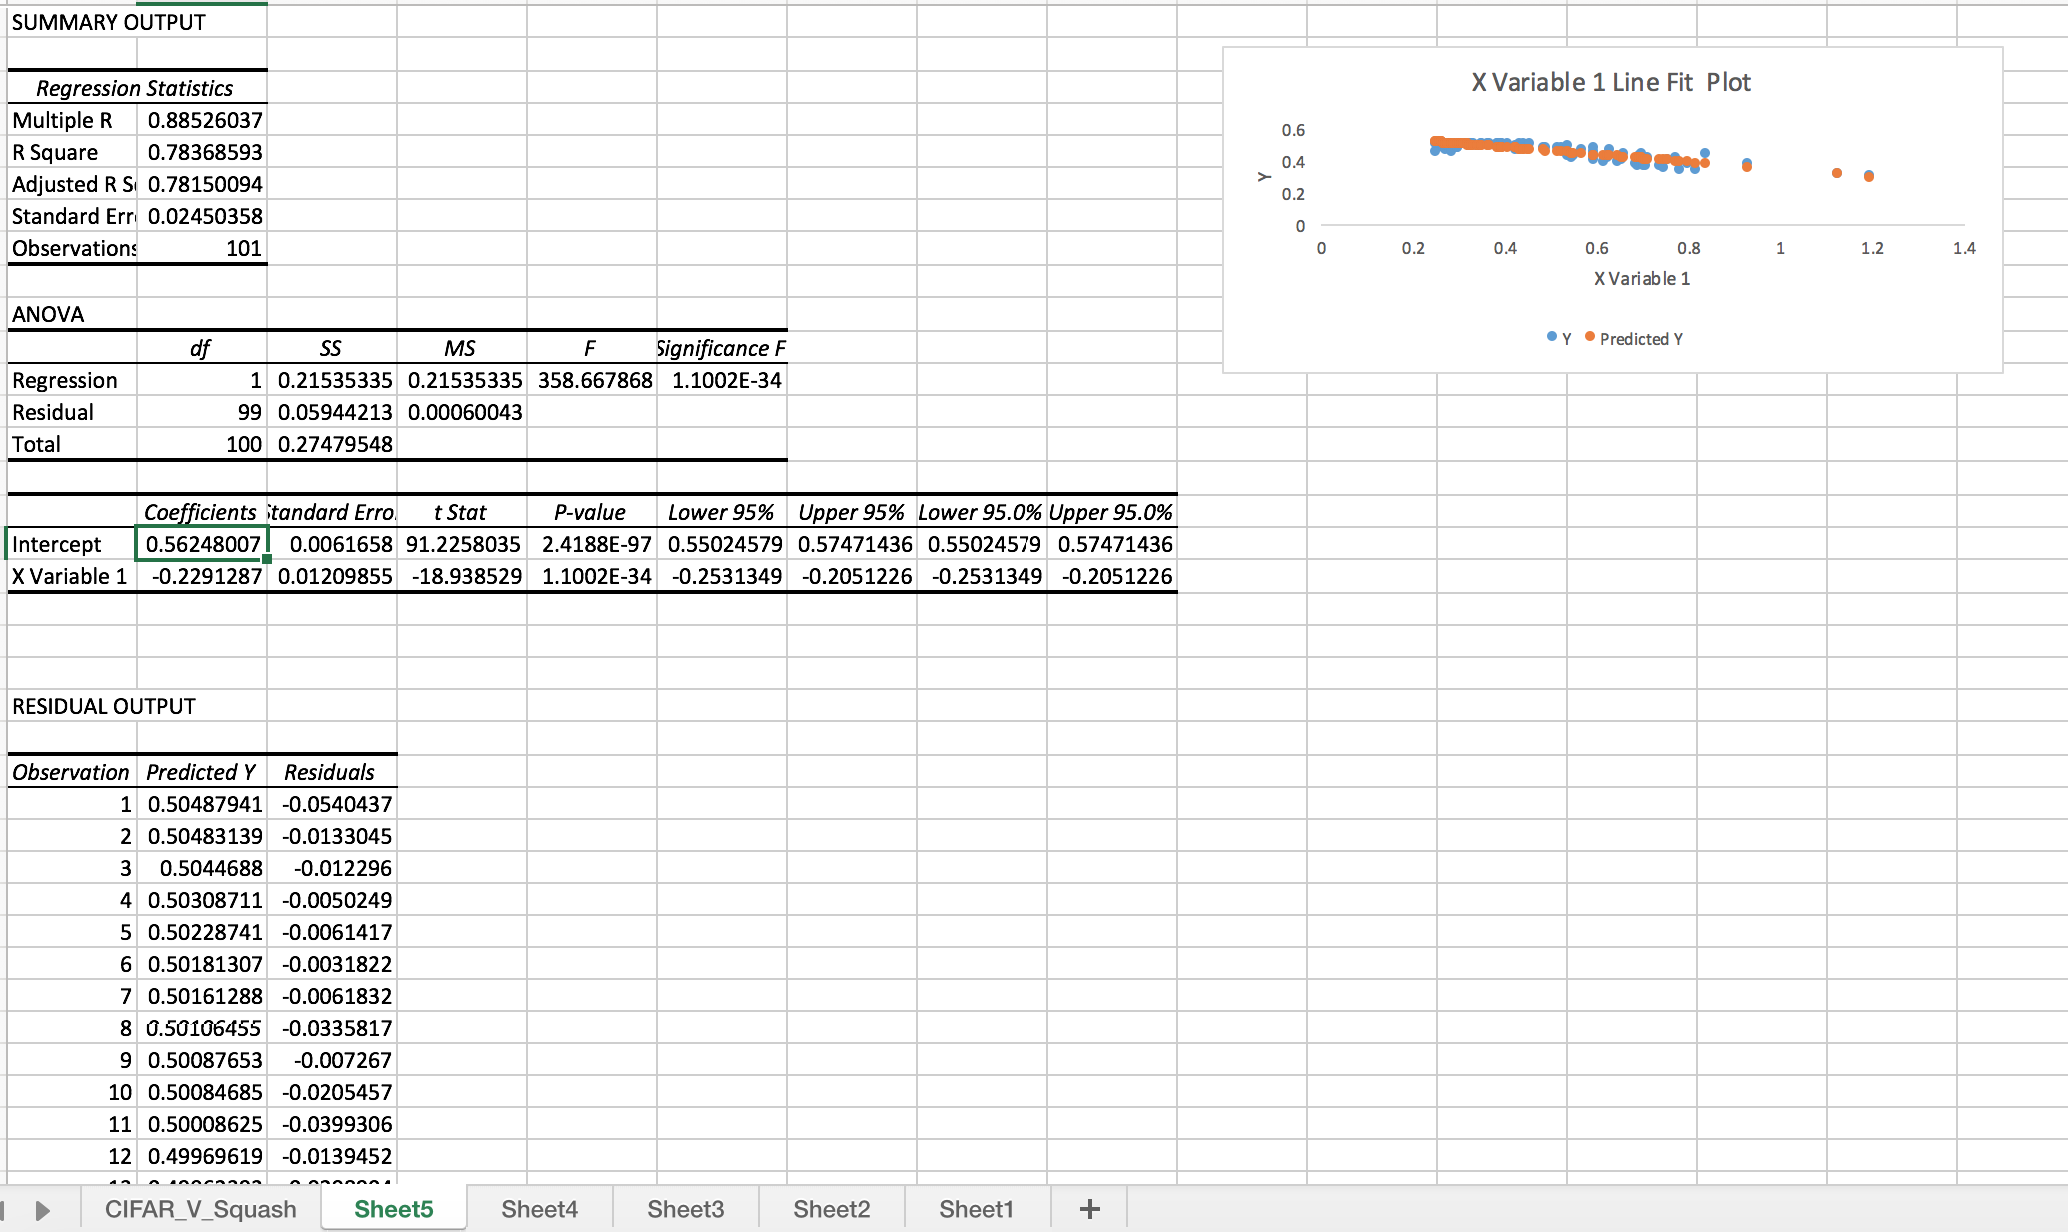 SUMMARY OUTPUT
Regression Statistics
Multiple R 0.88526037
R Square 0.78368593
Adjusted R S 0.78150094
Standard Err 0.02450358
Observations 101
ANOVA
df SS MS F Significance F
Regression 1 0.21535335 0.21535335 358.667868 1.1002E-34
Residual 99 0.05944213 0.00060043
Total 100 0.27479548
Coefficients Standard Erro t Stat P-value Lower 95% Upper 95% Lower 95.0% Upper 95.0%
Intercept 0.56248007 0.0061658 91.2258035 2.4188E-97 0.55024579 0.57471436 0.55024579 0.57471436
X Variable 1 -0.2291287 0.01209855 -18.938529 1.1002E-34 -0.2531349 -0.2051226 -0.2531349 -0.2051226
RESIDUAL OUTPUT
Observation Predicted Y Residuals
1 0.50487941 -0.0540437
2 0.50483139 -0.0133045
3 0.5044688 -0.012296
4 0.50308711 -0.0050249
5 0.50228741 -0.0061417
6 0.50181307 -0.0031822
7 0.50161288 -0.0061832
8 0.50106455 -0.0335817
9 0.50087653 -0.007267
10 0.50084685 -0.0205457
11 0.50008625 -0.0399306
12 0.49969619 -0.0139452
X Variable 1 Line Fit Plot
0.6
0.4
Y
0.2
0
0 0.2 0.4 0.6 0.8 1 1.2 1.4
X Variable 1
Y Predicted Y
CIFAR_V_Squash Sheet5 Sheet4 Sheet3 Sheet2 Sheet1 +